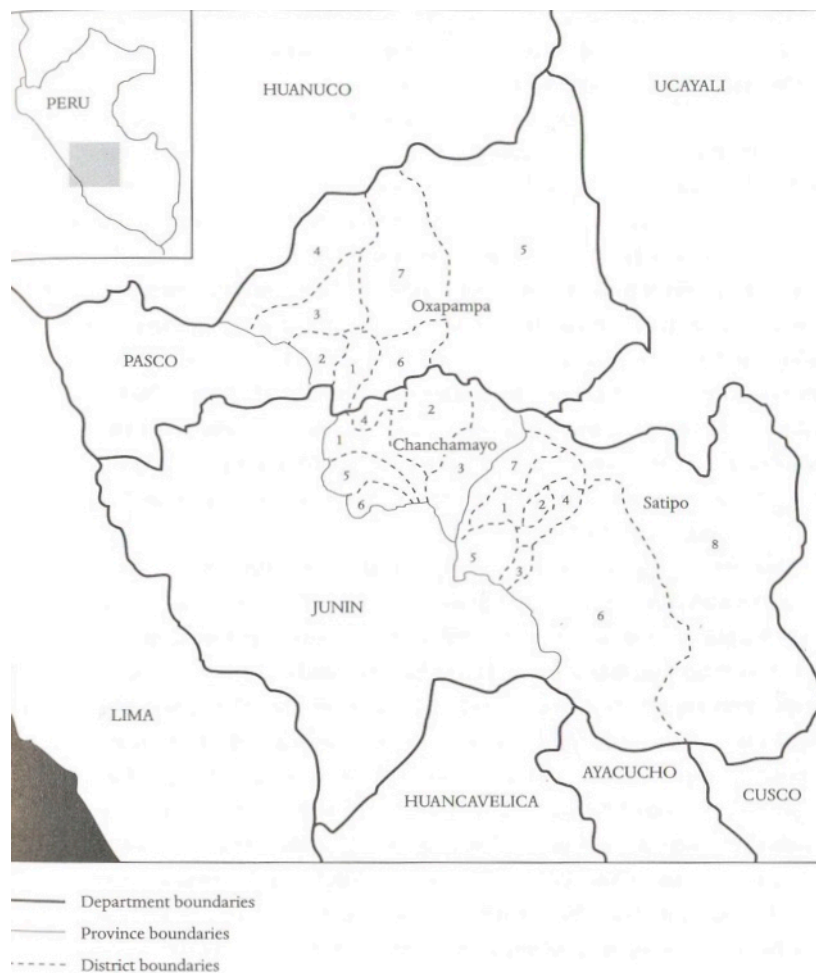 PERU
HUANUCO
UCAYALI
4
7
5
Oxapampa
3
PASCO
2
1
6
4
2
1
Chanchamayo
3
7
5
6
1
2
4
Satipo
8
5
3
JUNIN
6
LIMA
AYACUCHO
HUANCAVELICA
CUSCO
Department boundaries
Province boundaries
District boundaries